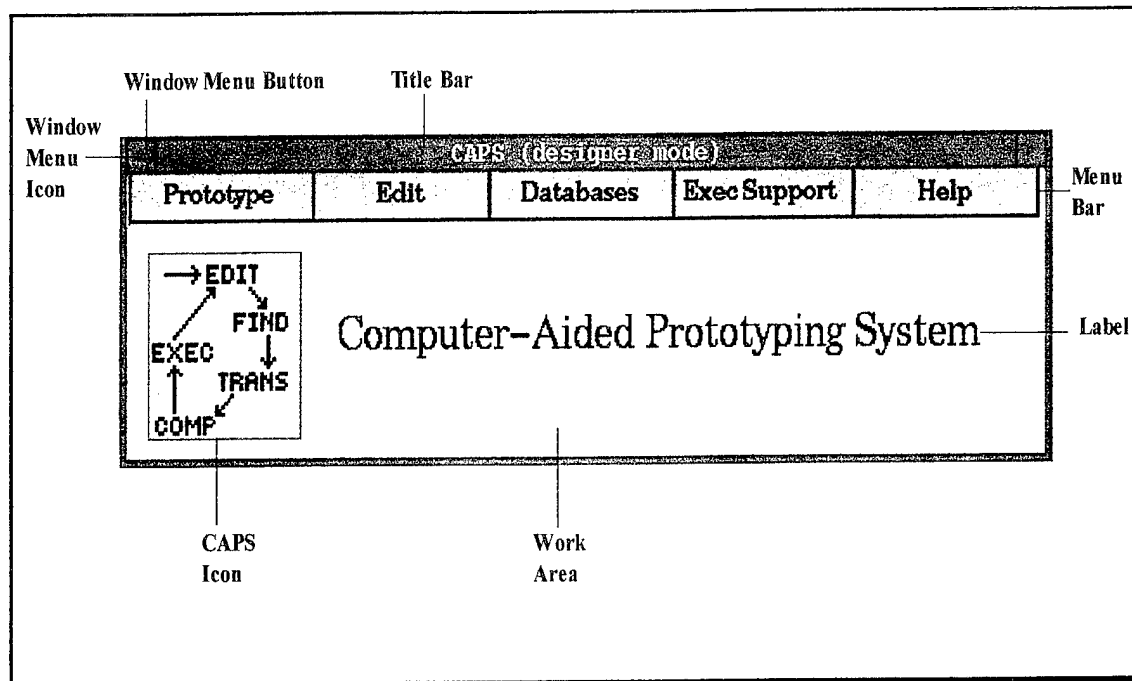 Window Menu Button
Title Bar
Window
Menu
Icon
CAPS (designer mode)
Prototype
Edit
Databases
Exec Support
Help
Menu
Bar
EDIT
FIND
EXEC
TRANS
COMP
Computer-Aided Prototyping System
Label
CAPS
Icon
Work
Area